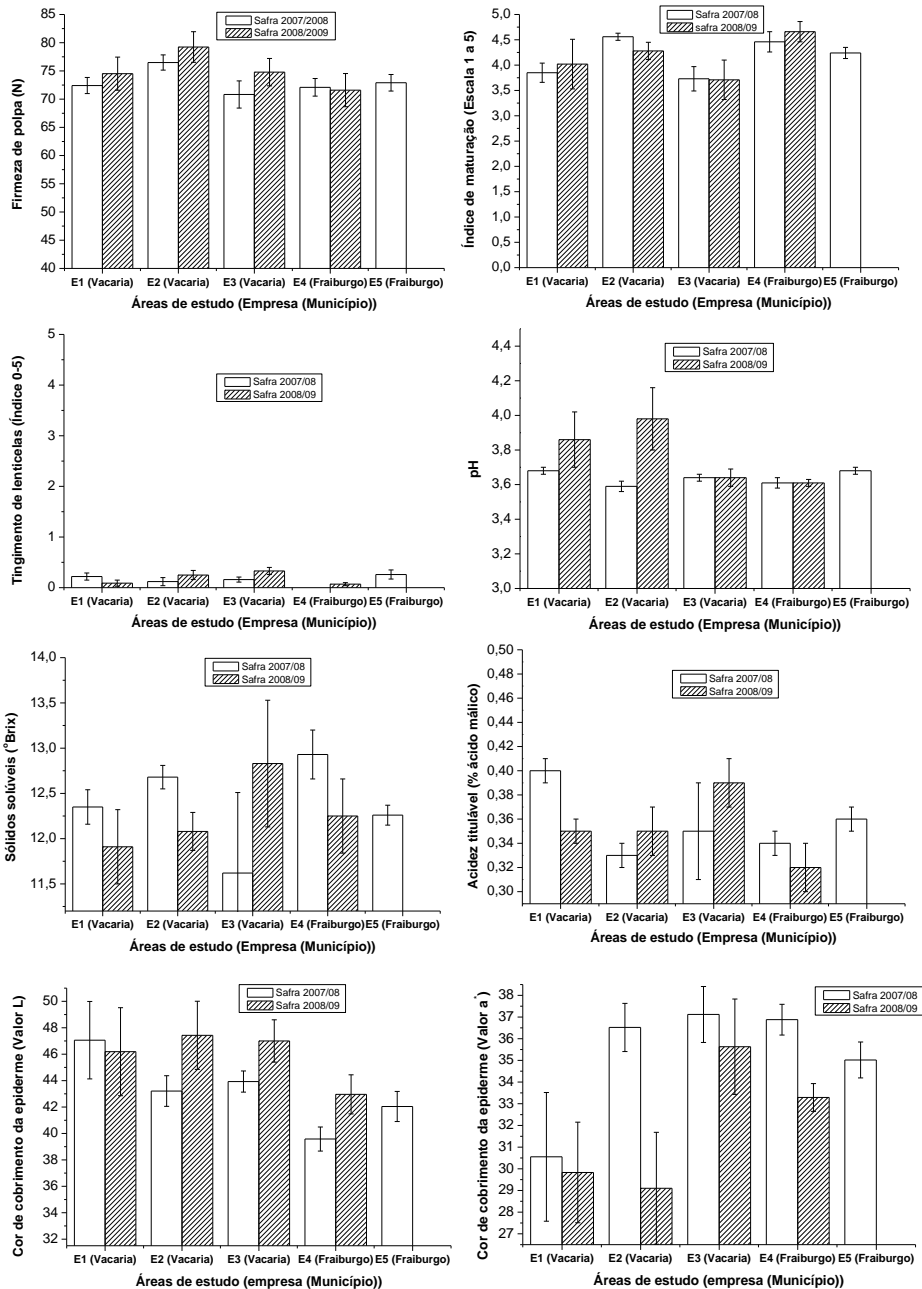 Safra 2007/2008
Safra 2008/2009
Firmeza de polpa (N)
90
85
80
75
70
65
60
55
50
45
40
E1 (Vacaria) E2 (Vacaria) E3 (Vacaria) E4 (Fraiburgo) E5 (Fraiburgo)
Áreas de estudo (Empresa (Município))
Safra 2007/08
safra 2008/09
Índice de maturação (Escala 1 a 5)
5,0
4,5
4,0
3,5
3,0
2,5
2,0
1,5
1,0
0,5
0,0
E1 (Vacaria) E2 (Vacaria) E3 (Vacaria) E4 (Fraiburgo) E5 (Fraiburgo)
Áreas de estudo (Empresa (Município))
Safra 2007/08
Safra 2008/09
Tingimento de lenticelas (Índice 0-5)
5
4
3
2
1
0
E1 (Vacaria) E2 (Vacaria) E3 (Vacaria) E4 (Fraiburgo) E5 (Fraiburgo)
Áreas de estudo (Empresa (Município))
Safra 2007/08
Safra 2008/09
pH
4,4
4,2
4,0
3,8
3,6
3,4
3,2
3,0
E1 (Vacaria) E2 (Vacaria) E3 (Vacaria) E4 (Fraiburgo) E5 (Fraiburgo)
Áreas de estudo (Empresa (Município))
Safra 2007/08
Safra 2008/09
Sólidos solúveis (°Brix)
14,0
13,5
13,0
12,5
12,0
11,5
E1 (Vacaria) E2 (Vacaria) E3 (Vacaria) E4 (Fraiburgo) E5 (Fraiburgo)
Áreas de estudo (Empresa (Município))
Safra 2007/08
Safra 2008/09
Acidez titulável (% ácido málico)
0,50
0,48
0,46
0,44
0,42
0,40
0,38
0,36
0,34
0,32
0,30
E1 (Vacaria) E2 (Vacaria) E3 (Vacaria) E4 (Fraiburgo) E5 (Fraiburgo)
Áreas de estudo (Empresa (Município))
Safra 2007/08
Safra 2008/09
Cor de cobrimento da epiderme (Valor L)
50
48
46
44
42
40
38
36
34
32
E1 (Vacaria) E2 (Vacaria) E3 (Vacaria) E4 (Fraiburgo) E5 (Fraiburgo)
Áreas de estudo (empresa (Município))
Safra 2007/08
Safra 2008/09
Cor de cobrimento da epiderme (Valor a*)
38
37
36
35
34
33
32
31
30
29
28
27
E1 (Vacaria) E2 (Vacaria) E3 (Vacaria) E4 (Fraiburgo) E5 (Fraiburgo)
Áreas de estudo (empresa (Município))